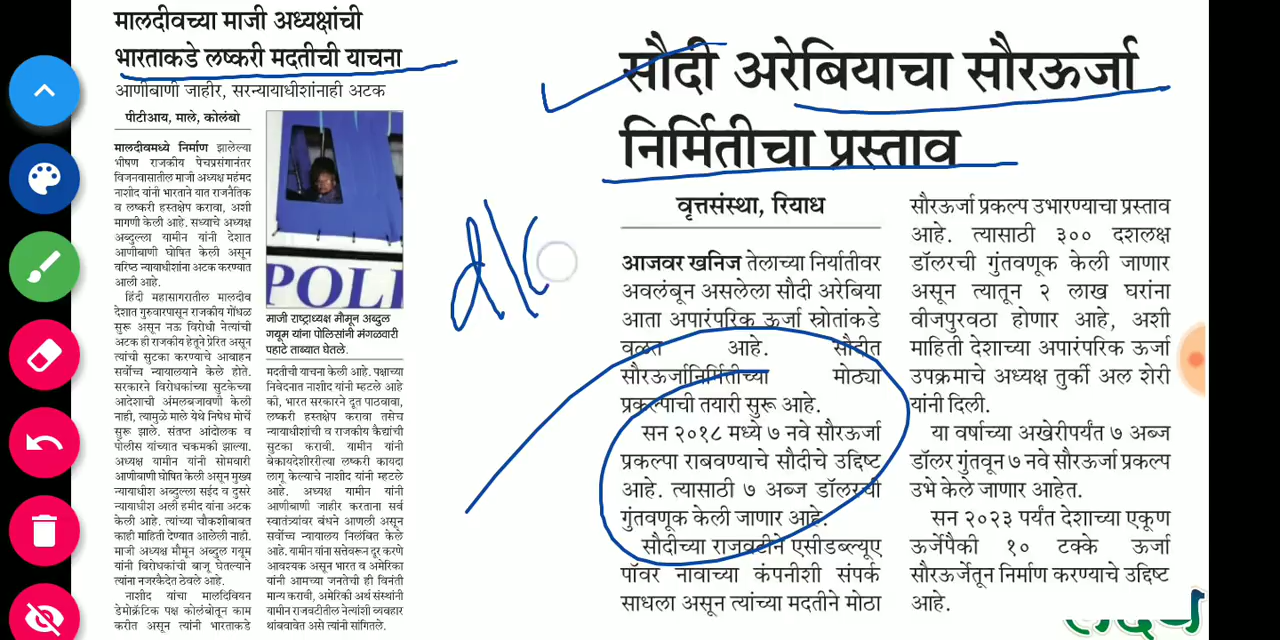 मालदीवच्या माजी अध्यक्षांची
भारताकडे लष्करी मदतीची याचना
आणीबाणी जाहीर, सरन्यायाधीशांनाही अटक
पीटीआय, माले, कोलंबो
मालदीवमध्ये निर्माण झालेल्या
भीषण राजकीय पेचप्रसंगानंतर
विजनवासातील माजी अध्यक्ष महंमद
नाशीद यांनी भारताने यात राजनैतिक
व लष्करी हस्तक्षेप करावा, अशी
मागणी केली आहे. सध्याचे अध्यक्ष
अब्दुल्ला यामीन यांनी देशात
आणीबाणी घोषित केली असून
वरिष्ठ न्यायाधीशांना अटक करण्यात
आली आहे.
हिंदी महासागरातील मालदीव
देशात गुरुवारपासून राजकीय गोंधळ
सुरू असून नऊ विरोधी नेत्यांची
अटक ही राजकीय हेतूने प्रेरित असून
त्यांची सुटका करण्याचे आवाहन
सर्वोच्च न्यायालयाने केले होते.
सरकारने विरोधकांच्या सुटकेच्या
आदेशाची अंमलबजावणी केली
नाही, त्यामुळे माले येथे निषेध मोर्चे
सुरू झाले. संतप्त आंदोलक व
पोलीस यांच्यात चकमकी झाल्या.
अध्यक्ष यामीन यांनी सोमवारी
आणीबाणी घोषित केली असून मुख्य
न्यायाधीश अब्दुल्ला सईद व दुसरे
न्यायाधीश अली हमीद यांना अटक
केली आहे. त्यांच्या चौकशीबाबत
काही माहिती देण्यात आलेली नाही.
माजी अध्यक्ष मौमून अब्दुल गयूम
यांनी विरोधकांची बाजू घेतल्याने
त्यांना नजरकैदेत ठेवले आहे.
नाशीद यांचा मालदिवियन
डेमोक्रॅटिक पक्ष कोलंबोतून काम
करीत असून त्यांनी भारताकडे
POLI
माजी राष्ट्राध्यक्ष मौमून अब्दुल
गयूम यांना पोलिसांनी मंगळवारी
पहाटे ताब्यात घेतले.
मदतीची याचना केली आहे. पक्षाच्या
निवेदनात नाशीद यांनी म्हटले आहे
की, भारत सरकारने दूत पाठवावा,
लष्करी हस्तक्षेप करावा तसेच
न्यायाधीशांची व राजकीय कैद्यांची
सुटका करावी. यामीन यांनी
बेकायदेशीररीत्या लष्करी कायदा
लागू केल्याचे नाशीद यांनी म्हटले
आहे. अध्यक्ष यामीन यांनी
आणीबाणी जाहीर करताना सर्व
स्वातंत्र्यांवर बंधने आणली असून
सर्वोच्च न्यायालय निलंबित केले
आहे. यामीन यांना सत्तेवरून दूर करणे
आवश्यक असून भारत व अमेरिका
यांनी आमच्या जनतेची ही विनंती
मान्य करावी, अमेरिकी अर्थ संस्थांनी
यामीन राजवटीतील नेत्यांशी व्यवहार
थांबवावेत असे त्यांनी सांगितले.
सौदी अरेबियाचा सौरऊर्जा
निर्मितीचा प्रस्ताव
वृत्तसंस्था, रियाध
आजवर खनिज तेलाच्या निर्यातीवर
अवलंबून असलेला सौदी अरेबिया
आता अपारंपरिक ऊर्जा स्रोतांकडे
वळत आहे. सौदीत
सौरऊर्जानिर्मितीच्या मोठ्या
प्रकल्पाची तयारी सुरू आहे.
सन २०१८ मध्ये ७ नवे सौरऊर्जा
प्रकल्पा राबवण्याचे सौदीचे उद्दिष्ट
आहे. त्यासाठी ७ अब्ज डॉलरची
गुंतवणूक केली जाणार आहे.
सौदीच्या राजवटीने एसीडब्ल्यूए
पॉवर नावाच्या कंपनीशी संपर्क
साधला असून त्यांच्या मदतीने मोठा
सौरऊर्जा प्रकल्प उभारण्याचा प्रस्ताव
आहे. त्यासाठी ३०० दशलक्ष
डॉलरची गुंतवणूक केली जाणार
असून त्यातून २ लाख घरांना
वीजपुरवठा होणार आहे, अशी
माहिती देशाच्या अपारंपरिक ऊर्जा
उपक्रमाचे अध्यक्ष तुर्की अल शेरी
यांनी दिली.
या वर्षाच्या अखेरीपर्यंत ७ अब्ज
डॉलर गुंतवून ७ नवे सौरऊर्जा प्रकल्प
उभे केले जाणार आहेत.
सन २०२३ पर्यंत देशाच्या एकूण
ऊर्जेपैकी १० टक्के ऊर्जा
सौरऊर्जेतून निर्माण करण्याचे उद्दिष्ट
आहे.